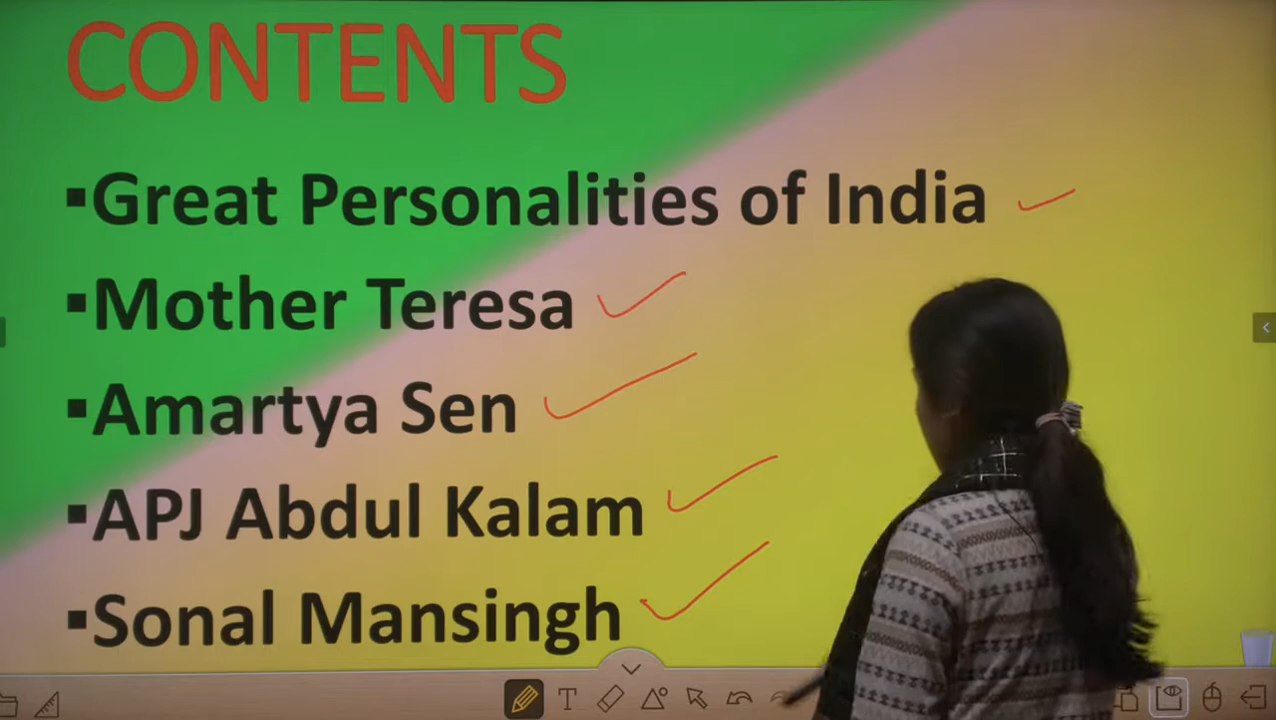 CONTENTS
▪Great Personalities of India
▪Mother Teresa
▪Amartya Sen
▪APJ Abdul Kalam
▪Sonal Mansingh
T